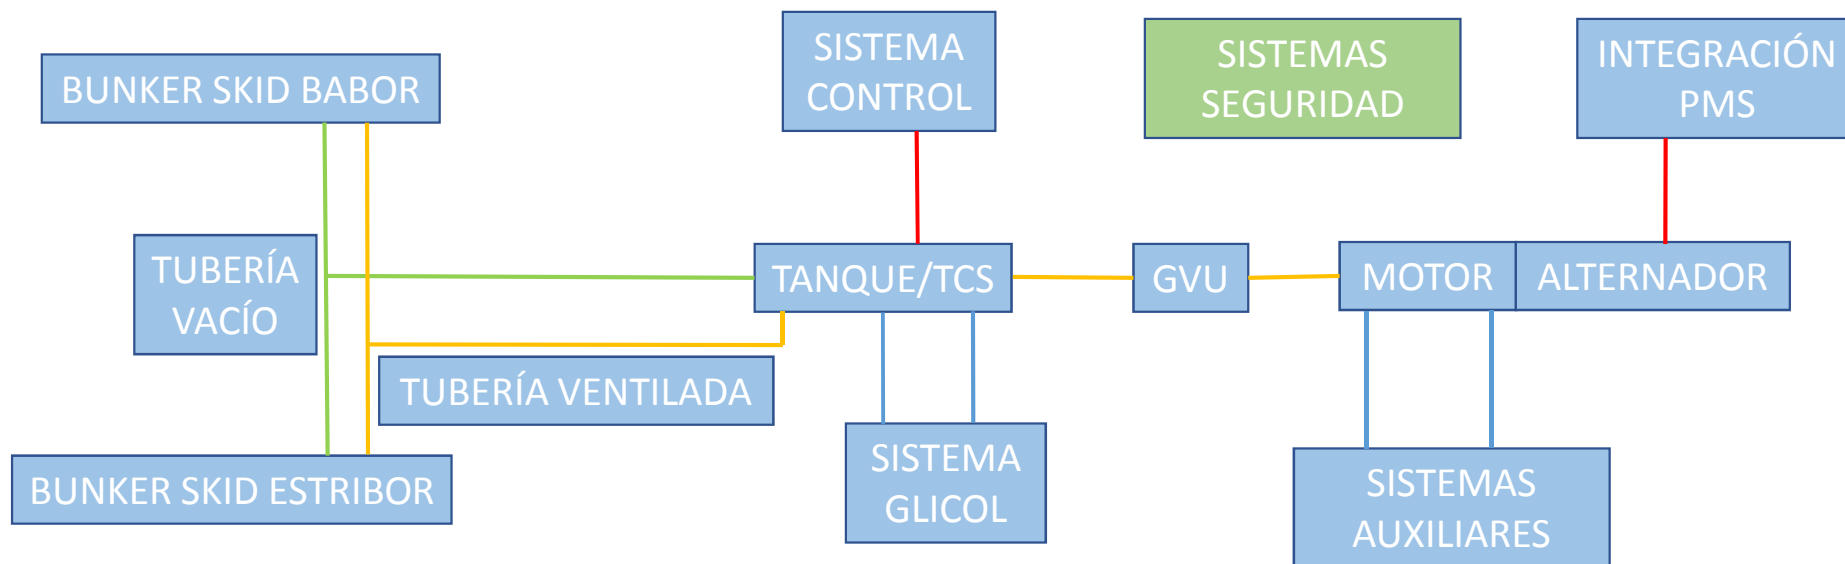 BUNKER SKID BABOR
SISTEMA
CONTROL
SISTEMAS
SEGURIDAD
INTEGRACIÓN
PMS
TUBERÍA
VACÍO
TANQUE/TCS
GVU
MOTOR
ALTERNADOR
TUBERÍA VENTILADA
BUNKER SKID ESTRIBOR
SISTEMA
GLICOL
SISTEMAS
AUXILIARES